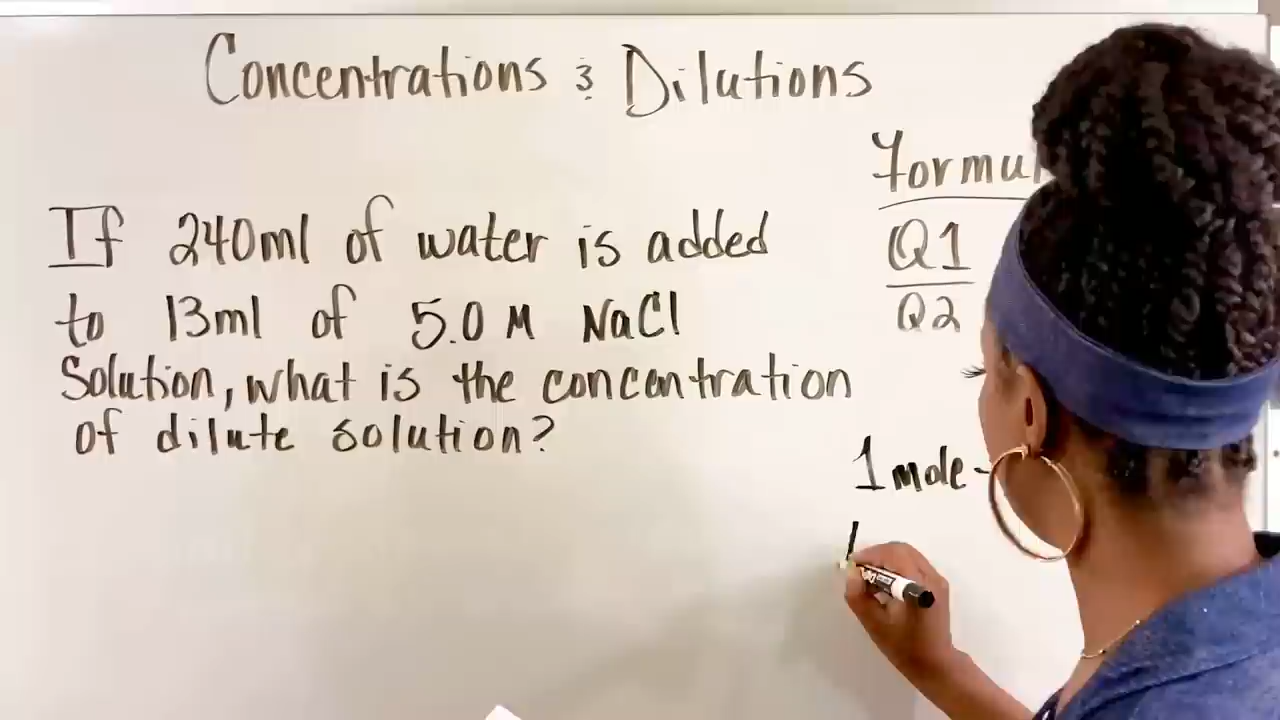 Concentrations & Dilutions
If 240ml of water is added
to 13ml of 5.0 M NaCl
Solution, what is the concentration
of dilute solution?
Formul
Q1
Q2
1 mole-